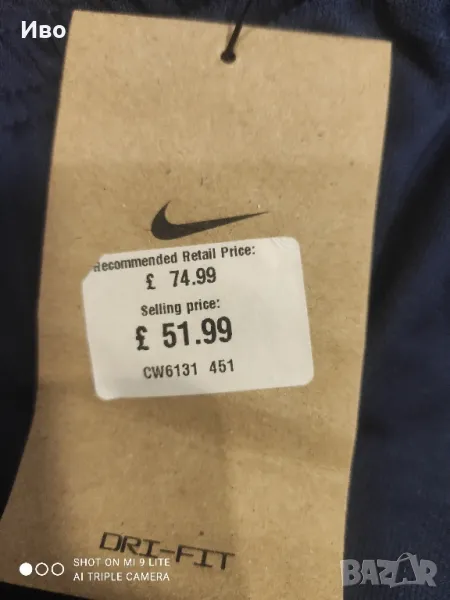 Иво
Recommended Retail Price:
£ 74.99
Selling price:
£ 51.99
CW6131 451
DRI-FIT
SHOT ON MI 9 LITE
AI TRIPLE CAMERA
BAZAR